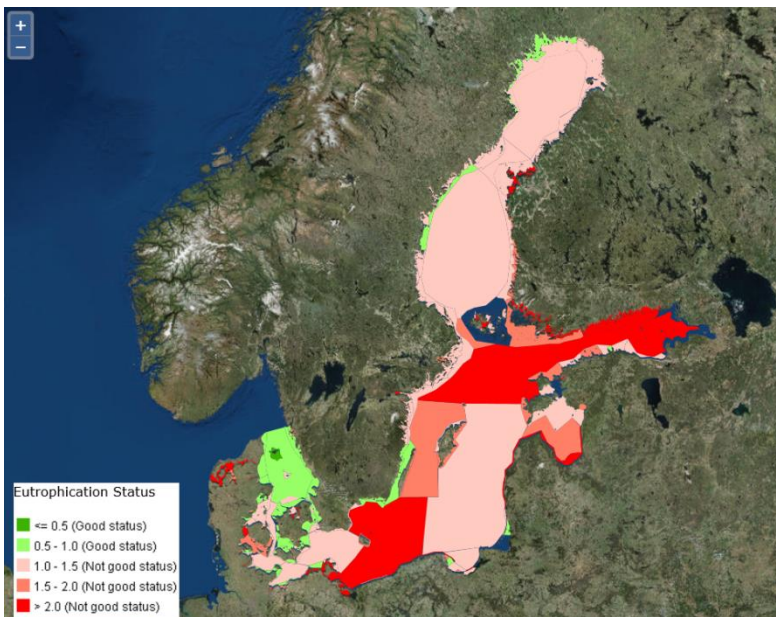 +
−
Eutrophication Status
<= 0.5 (Good status)
0.5 - 1.0 (Good status)
1.0 - 1.5 (Not good status)
1.5 - 2.0 (Not good status)
> 2.0 (Not good status)